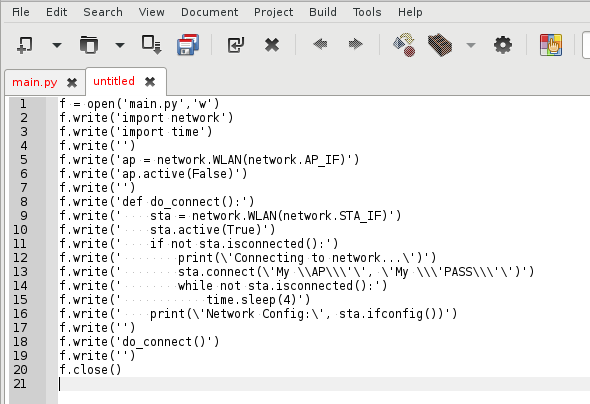 File Edit Search View Document Project Build Tools Help
main.py untitled
1 f = open('main.py','w')
2 f.write('import network')
3 f.write('import time')
4 f.write('')
5 f.write('ap = network.WLAN(network.AP_IF)')
6 f.write('ap.active(False)')
7 f.write('')
8 f.write('def do_connect():')
9 f.write('    sta = network.WLAN(network.STA_IF)')
10 f.write('    sta.active(True)')
11 f.write('    if not sta.isconnected():')
12 f.write('        print(\'Connecting to network...\')')
13 f.write('        sta.connect(\'My \\AP\\\'\', \'My \\\'PASS\\\'\')')
14 f.write('        while not sta.isconnected():')
15 f.write('            time.sleep(4)')
16 f.write('    print(\'Network Config:\', sta.ifconfig())')
17 f.write('')
18 f.write('do_connect()')
19 f.write('')
20 f.close()
21